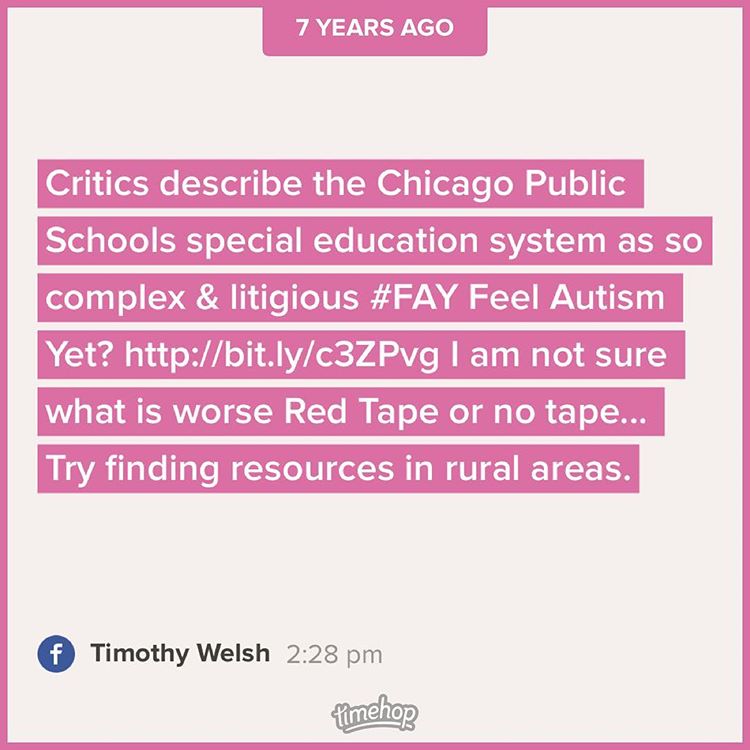 7 YEARS AGO
Critics describe the Chicago Public
Schools special education system as so
complex & litigious #FAY Feel Autism
Yet? http://bit.ly/c3ZPvg I am not sure
what is worse Red Tape or no tape...
Try finding resources in rural areas.
f Timothy Welsh 2:28 pm
timehop